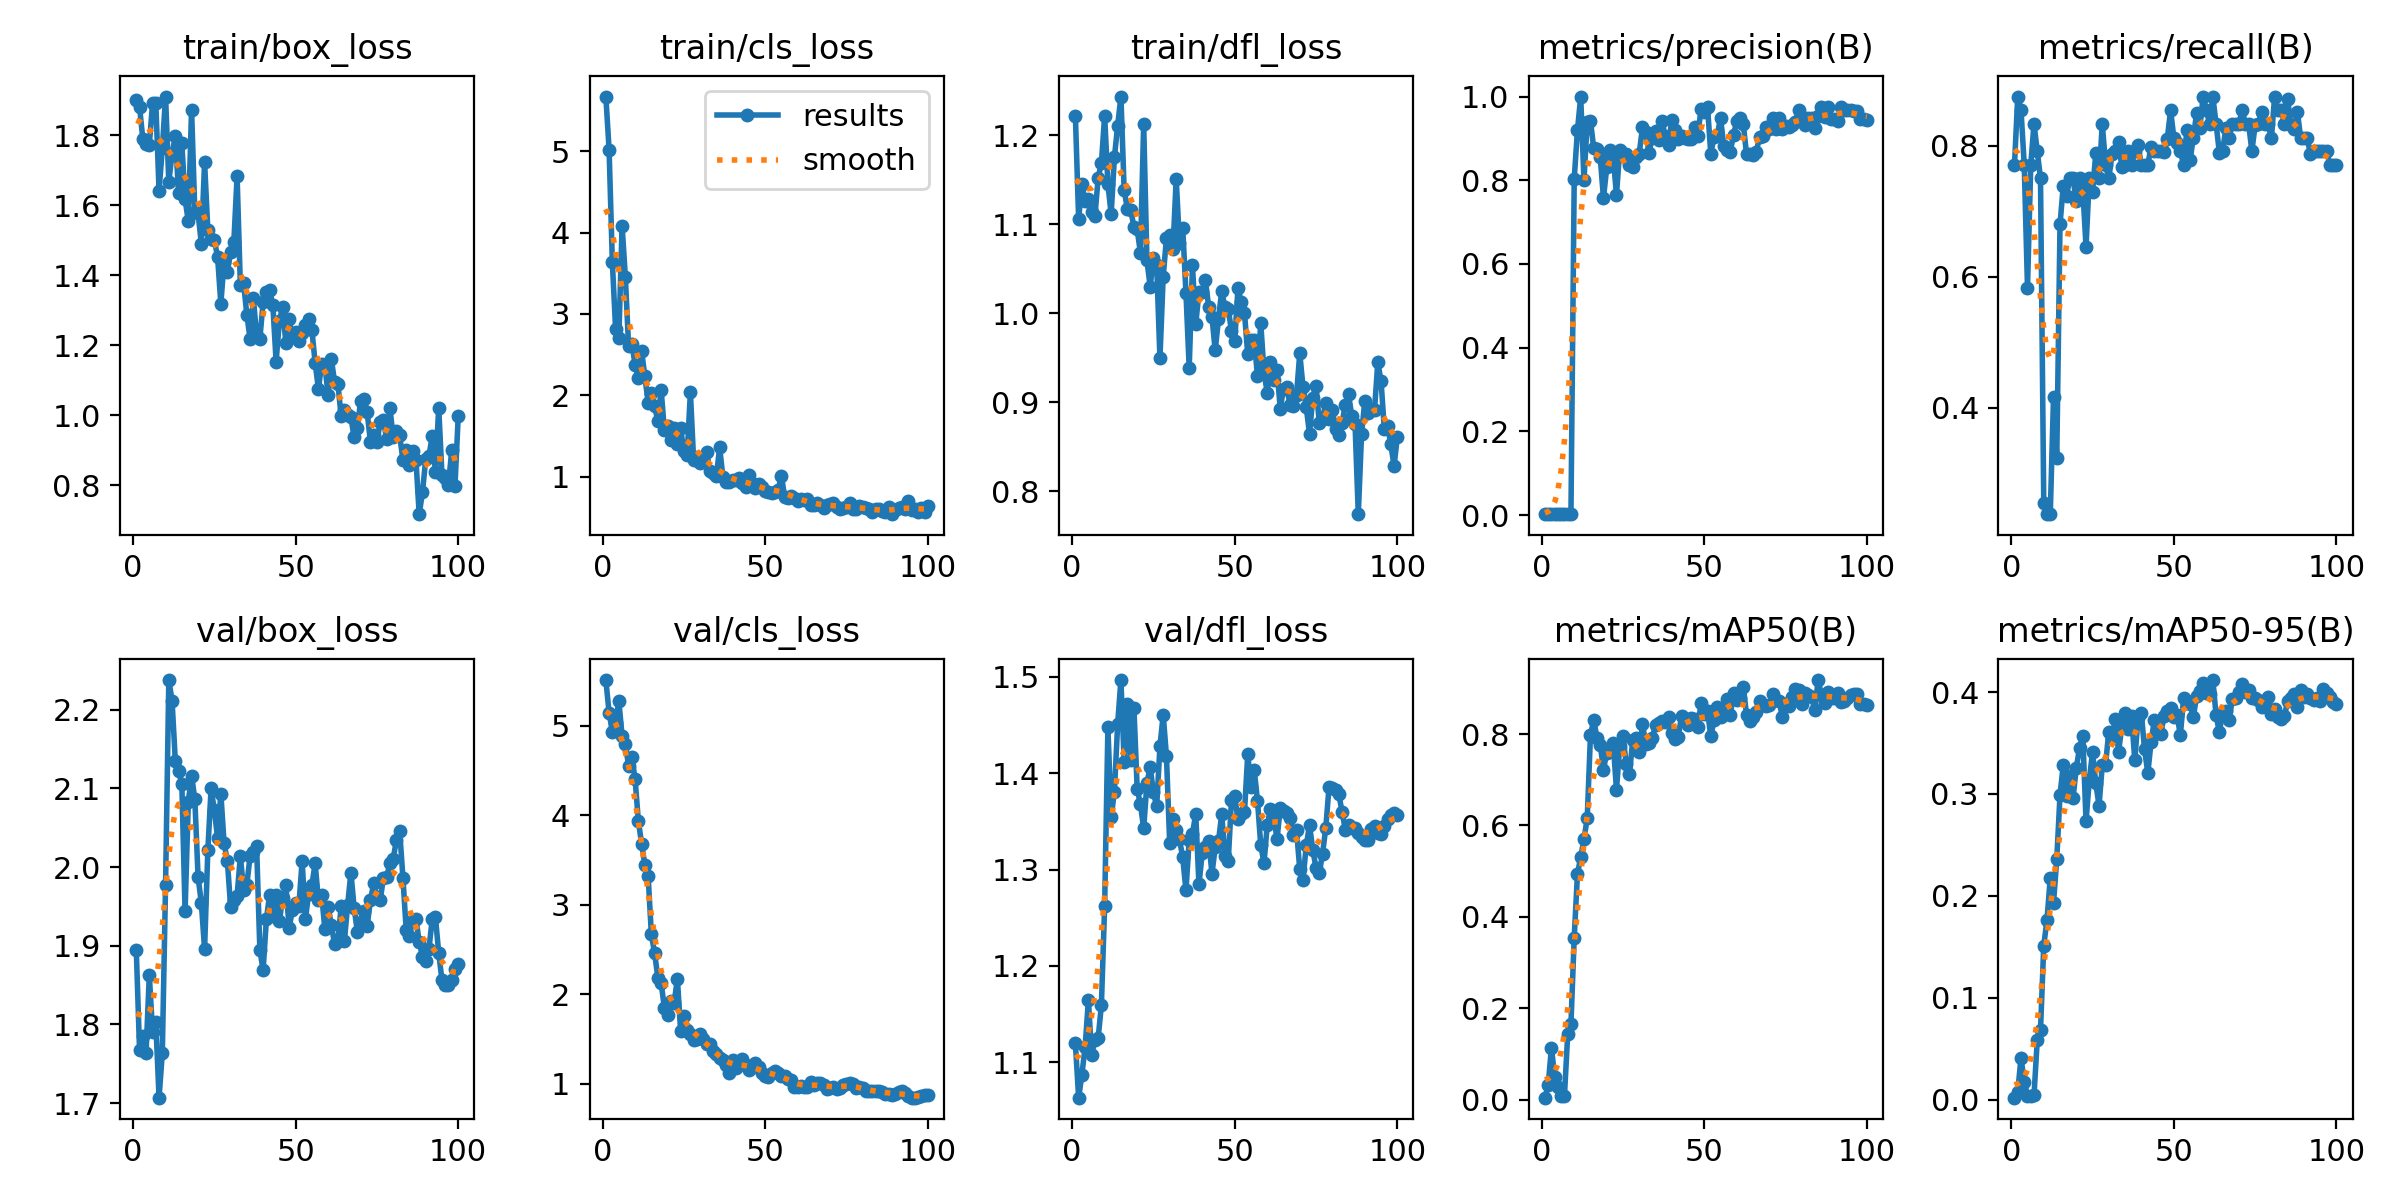 train/box_loss
1.8
1.6
1.4
1.2
1.0
0.8
0 50 100
train/cls_loss
results
smooth
5
4
3
2
1
0 50 100
train/dfl_loss
1.2
1.1
1.0
0.9
0.8
0 50 100
metrics/precision(B)
1.0
0.8
0.6
0.4
0.2
0.0
0 50 100
metrics/recall(B)
0.8
0.6
0.4
0 50 100
val/box_loss
2.2
2.1
2.0
1.9
1.8
1.7
0 50 100
val/cls_loss
5
4
3
2
1
0 50 100
val/dfl_loss
1.5
1.4
1.3
1.2
1.1
0 50 100
metrics/mAP50(B)
0.8
0.6
0.4
0.2
0.0
0 50 100
metrics/mAP50-95(B)
0.4
0.3
0.2
0.1
0.0
0 50 100